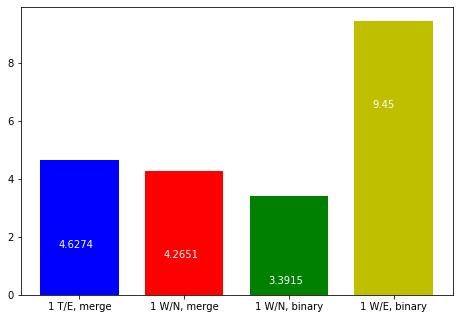 8
6
4
2
0
9.45
4.6274
4.2651
3.3915
1 T/E, merge
1 W/N, merge
1 W/N, binary
1 W/E, binary